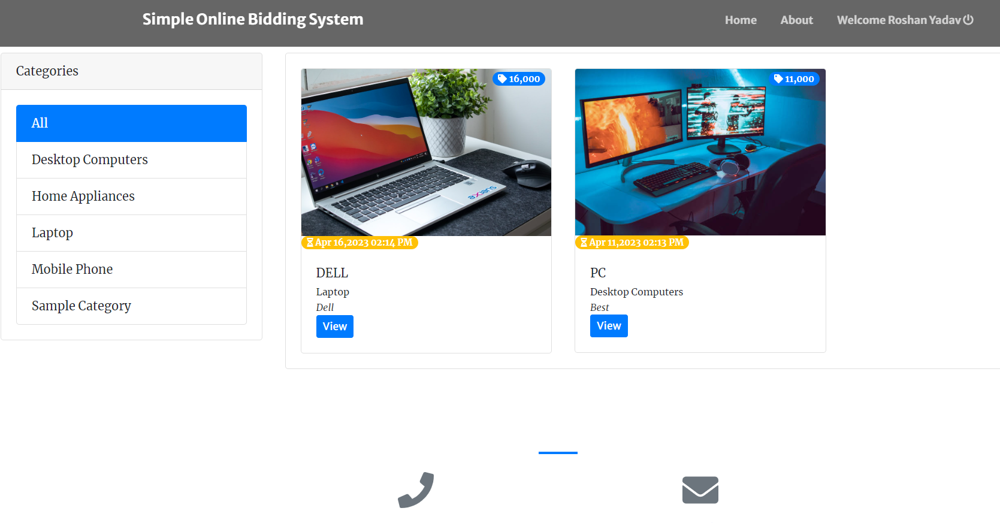 Simple Online Bidding System
Home
About
Welcome Roshan Yadav
Categories
All
Desktop Computers
Home Appliances
Laptop
Mobile Phone
Sample Category
16,000
axians
Apr 16,2023 02:14 PM
DELL
Laptop
Dell
View
11,000
Apr 11,2023 02:13 PM
PC
Desktop Computers
Best
View